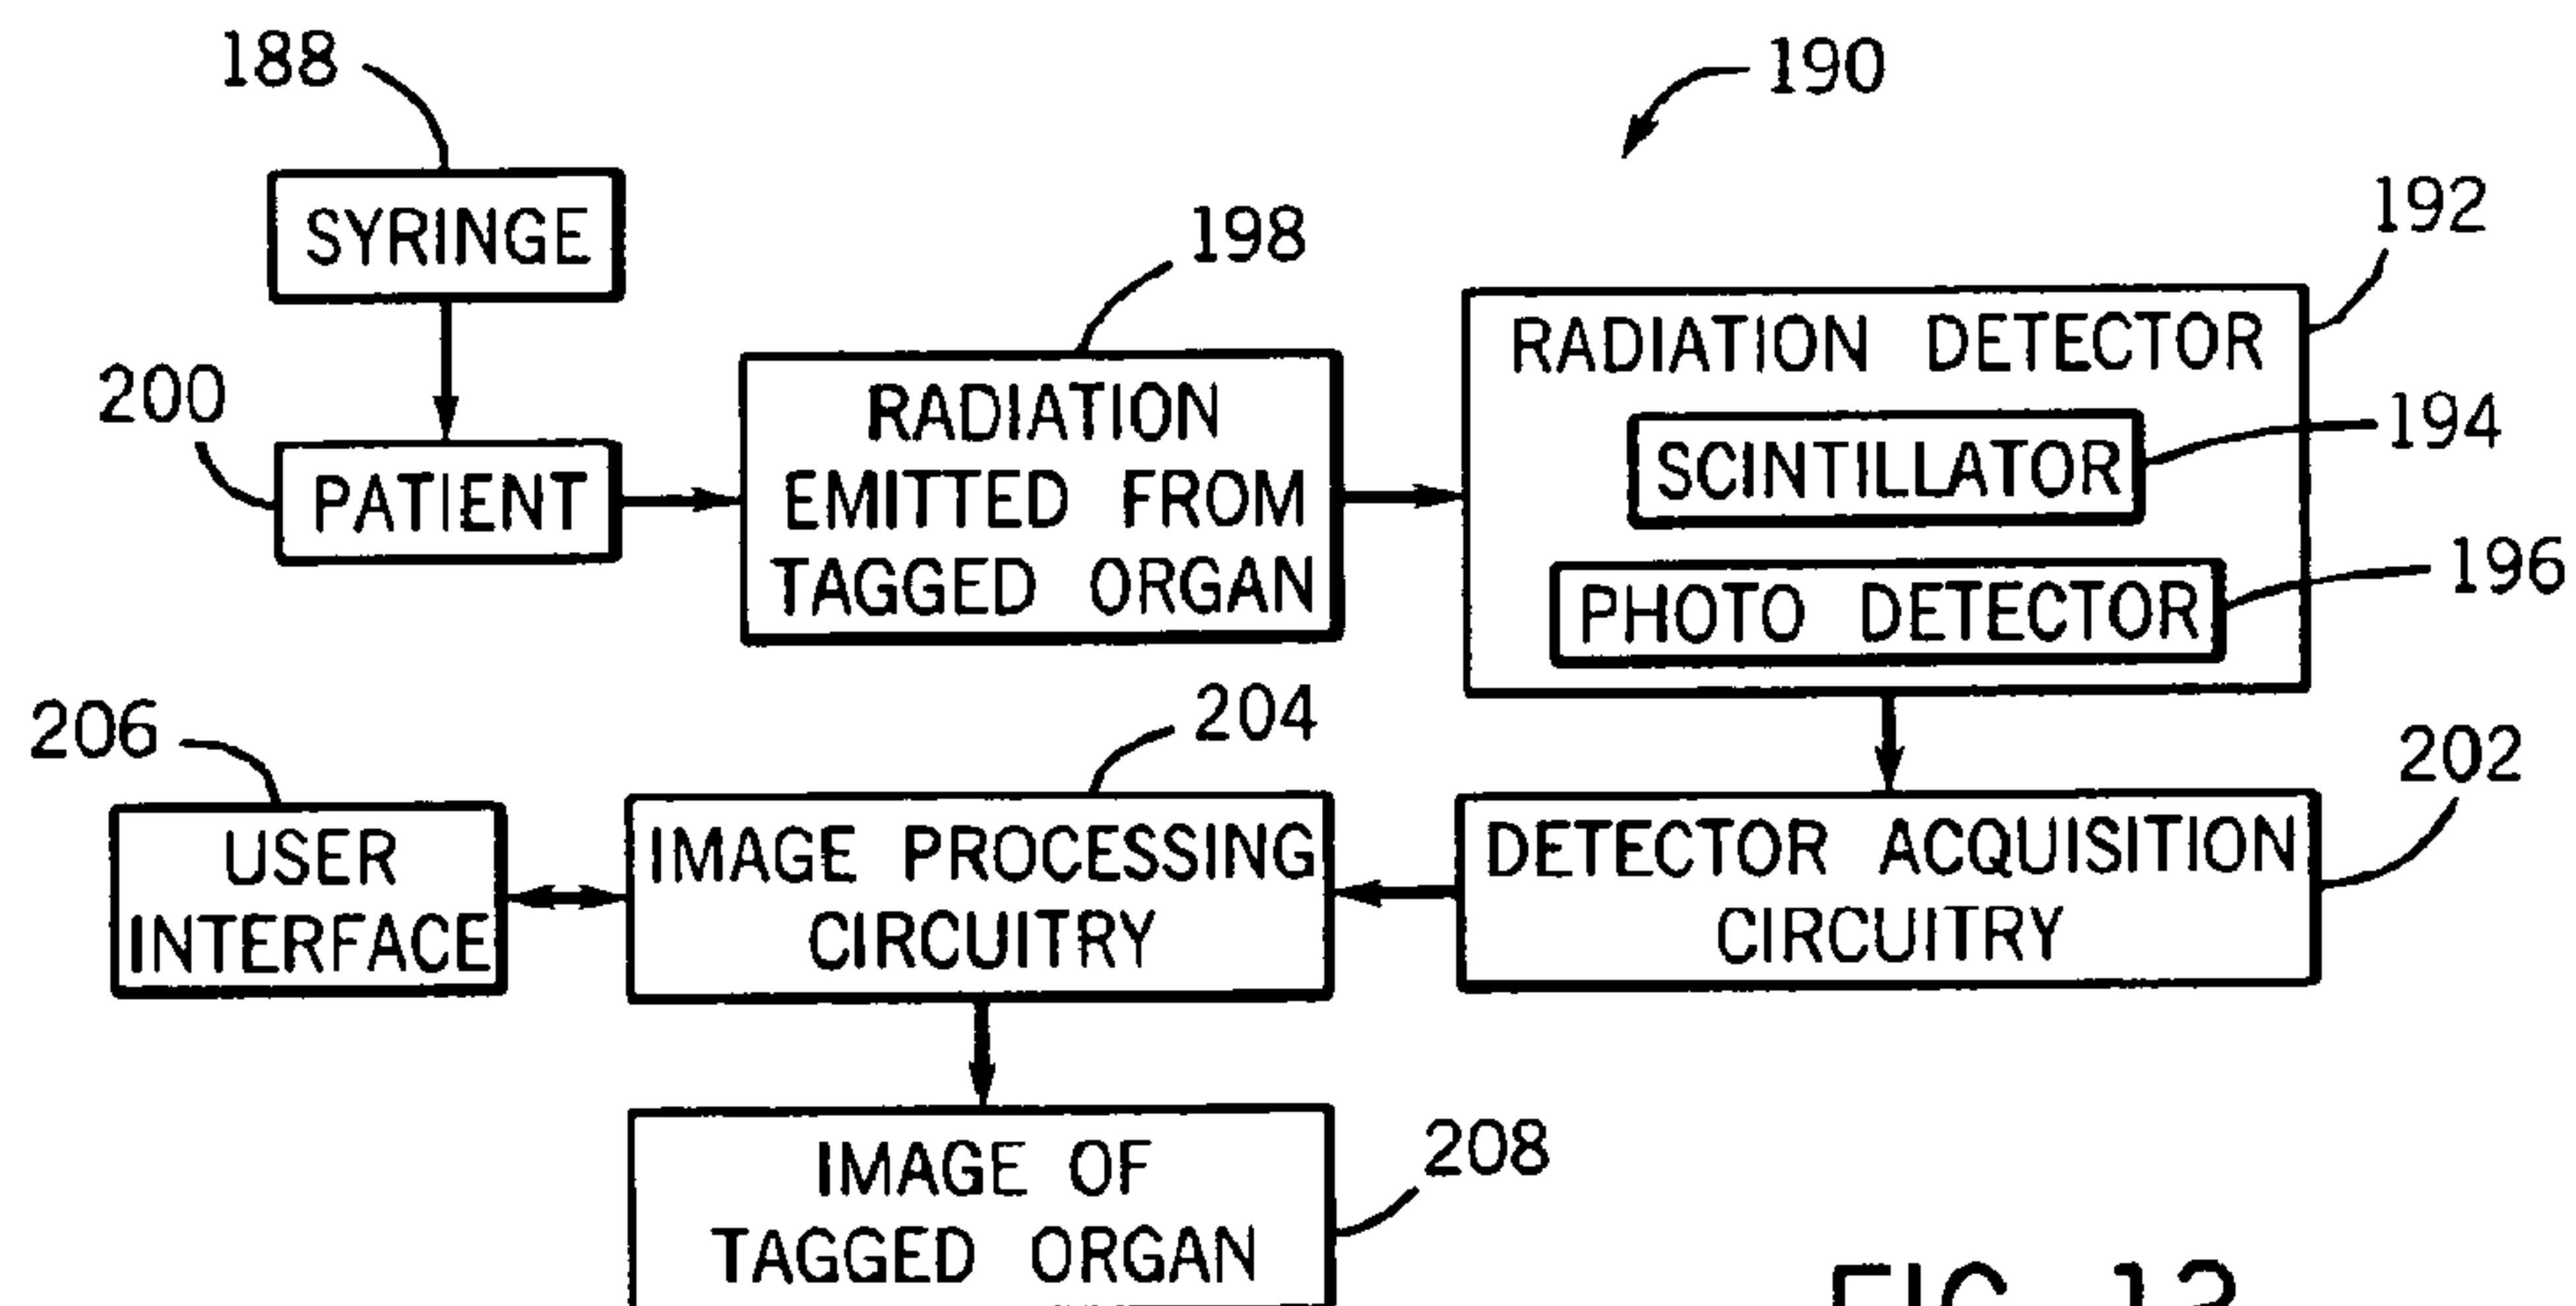 188
190
SYRINGE
192
198
RADIATION DETECTOR
200
RADIATION
EMITTED FROM
TAGGED ORGAN
194
SCINTILLATOR
PATIENT
196
PHOTO DETECTOR
206
204
202
USER
INTERFACE
IMAGE PROCESSING
CIRCUITRY
DETECTOR ACQUISITION
CIRCUITRY
208
IMAGE OF
TAGGED ORGAN
FIG.